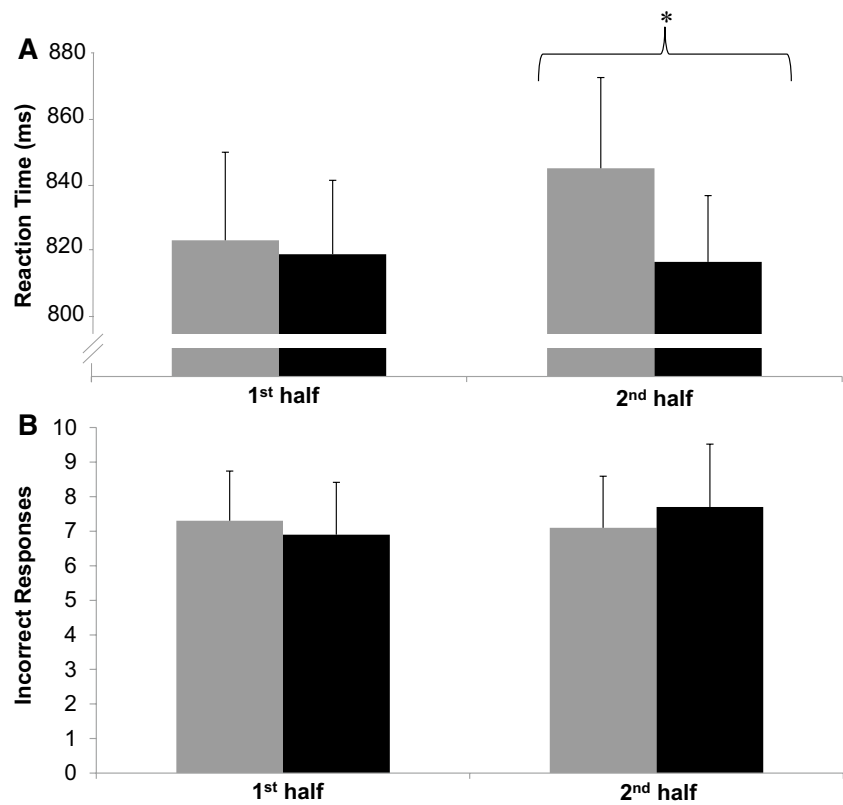 *
A
880
860
840
820
800
Reaction Time (ms)
1st half
2nd half
B
10
9
8
7
6
5
4
3
2
1
0
Incorrect Responses
1st half
2nd half